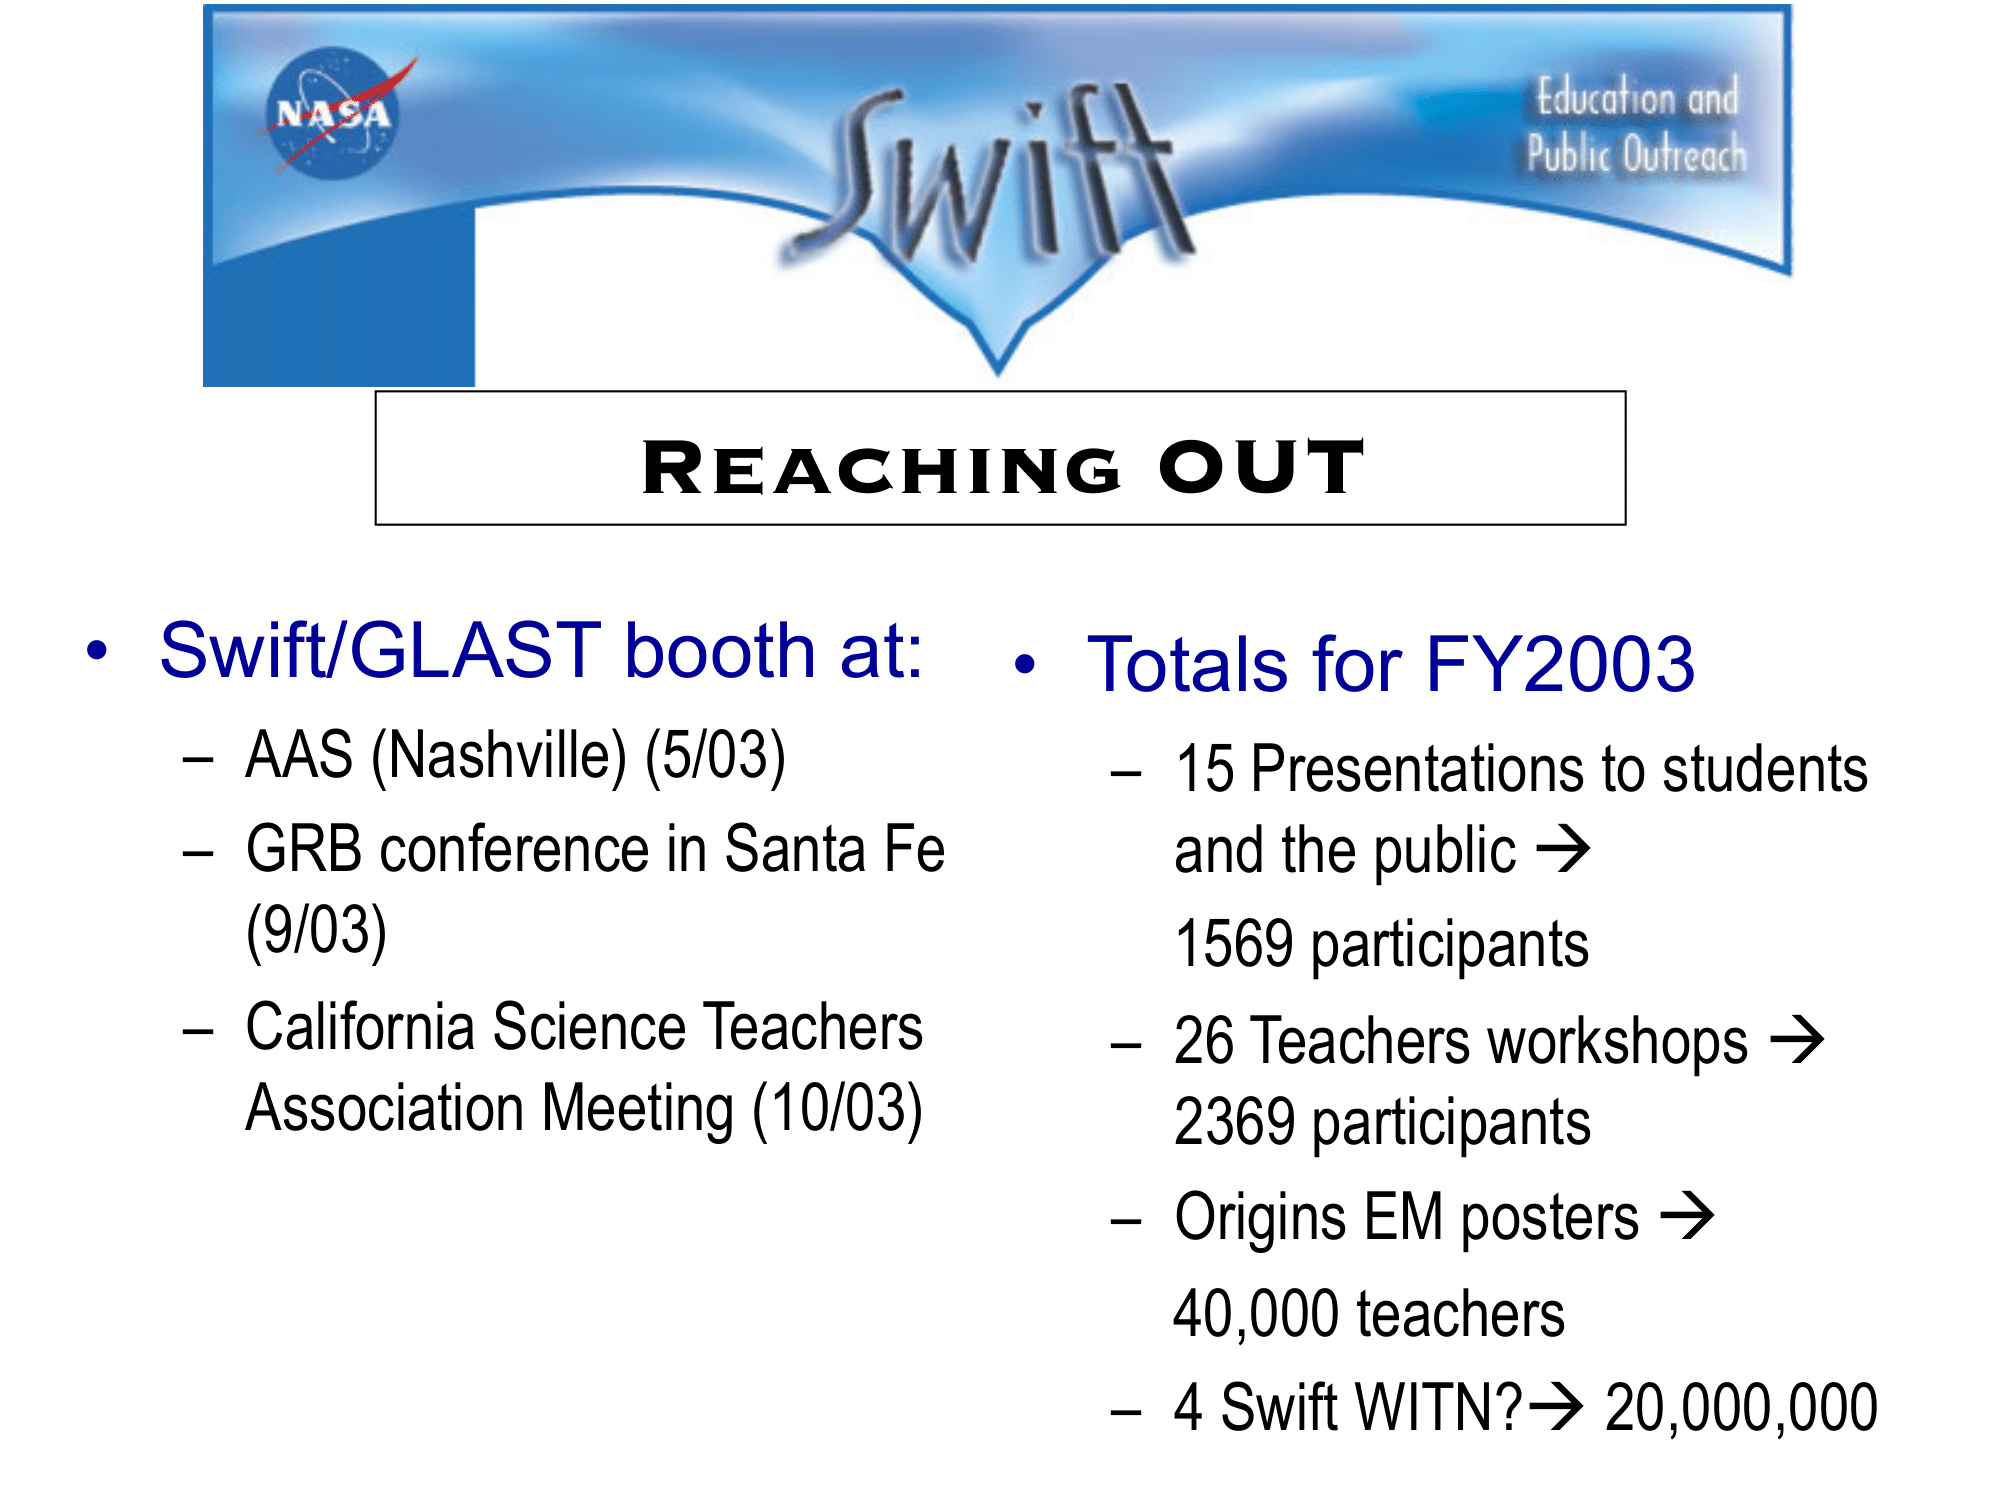 NASA
Swift
Education and
Public Outreach
REACHING OUT
• Swift/GLAST booth at:
– AAS (Nashville) (5/03)
– GRB conference in Santa Fe
(9/03)
– California Science Teachers
Association Meeting (10/03)
• Totals for FY2003
– 15 Presentations to students
and the public →
1569 participants
– 26 Teachers workshops →
2369 participants
– Origins EM posters →
40,000 teachers
– 4 Swift WITN?→ 20,000,000